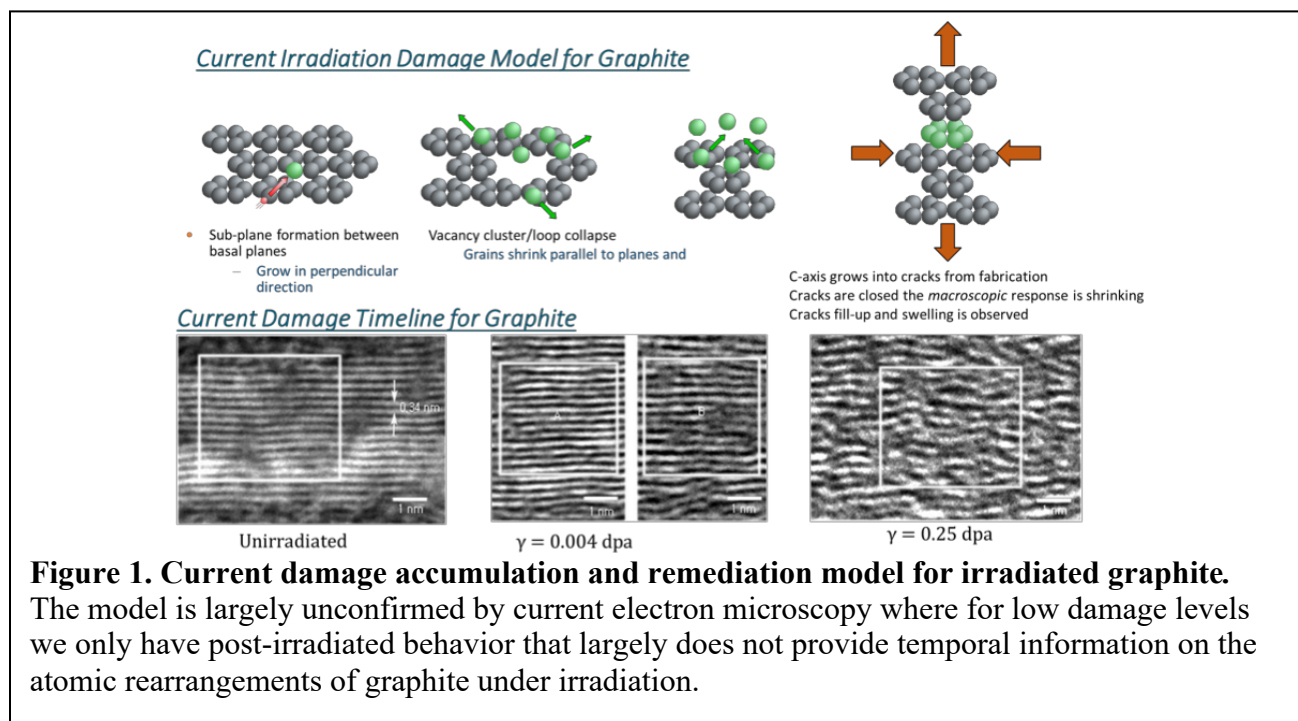 Current Irradiation Damage Model for Graphite
• Sub-plane formation between
basal planes
– Grow in perpendicular
direction
Vacancy cluster/loop collapse
Grains shrink parallel to planes and
C-axis grows into cracks from fabrication
Cracks are closed the macroscopic response is shrinking
Cracks fill-up and swelling is observed
Current Damage Timeline for Graphite
0.34 nm
1 nm
Unirradiated
A
1 nm
B
1 nm
γ = 0.004 dpa
1 nm
γ = 0.25 dpa
Figure 1. Current damage accumulation and remediation model for irradiated graphite.
The model is largely unconfirmed by current electron microscopy where for low damage levels
we only have post-irradiated behavior that largely does not provide temporal information on the
atomic rearrangements of graphite under irradiation.